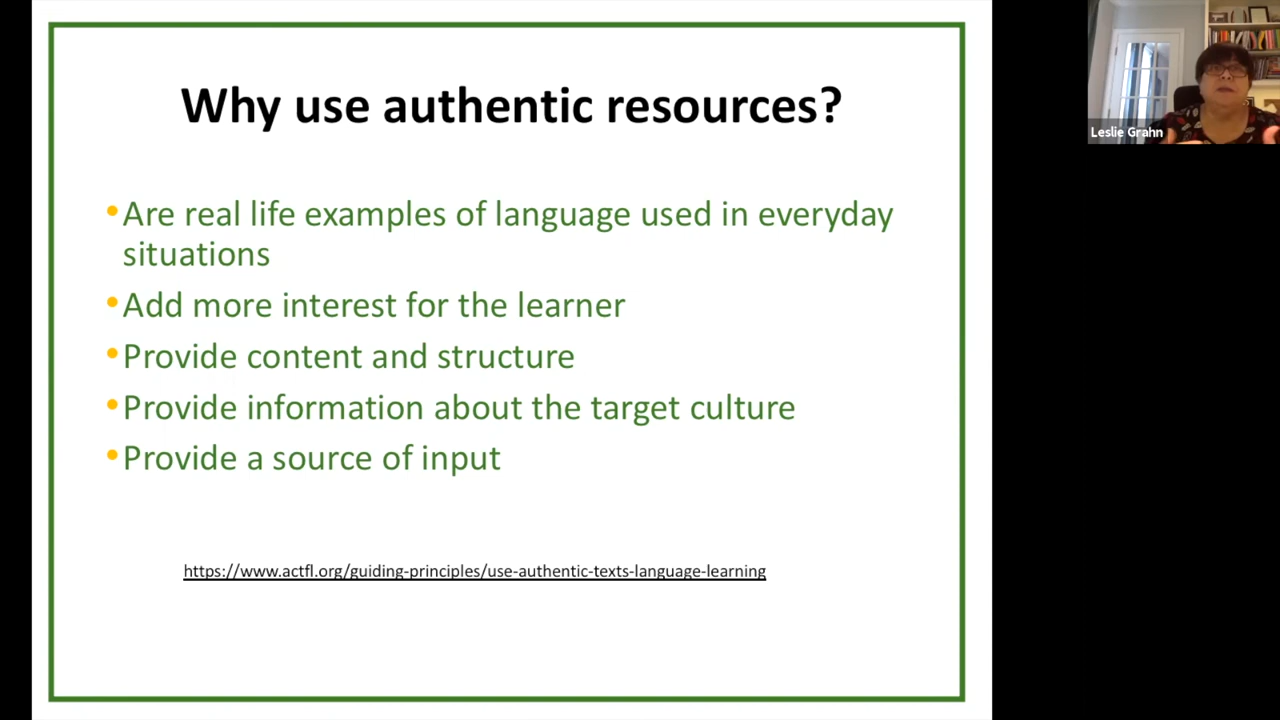 Why use authentic resources?
•Are real life examples of language used in everyday
situations
•Add more interest for the learner
•Provide content and structure
•Provide information about the target culture
•Provide a source of input
https://www.actfl.org/guiding-principles/use-authentic-texts-language-learning
Leslie Grahn